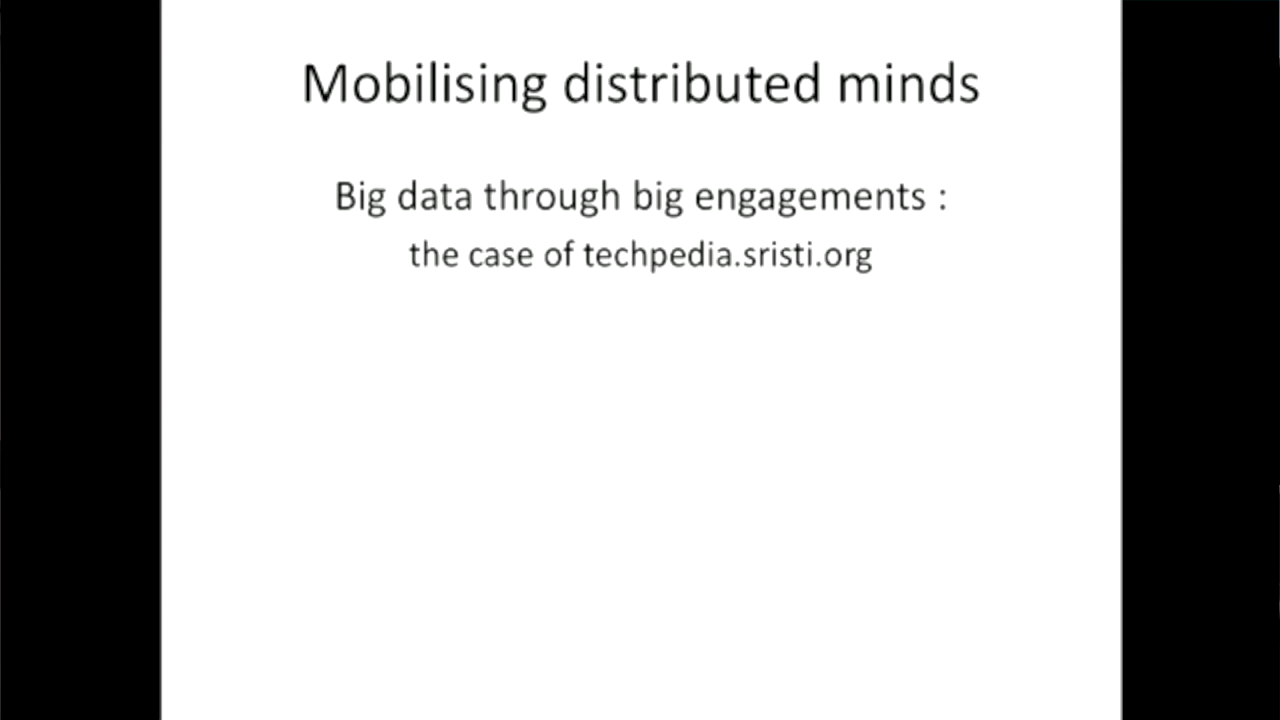 Mobilising distributed minds
Big data through big engagements :
the case of techpedia.sristi.org